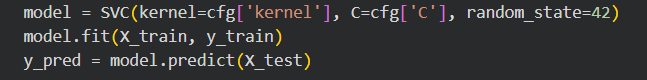 model = SVC(kernel=cfg['kernel'], C=cfg['C'], random_state=42)
model.fit(X_train, y_train)
y_pred = model.predict(X_test)